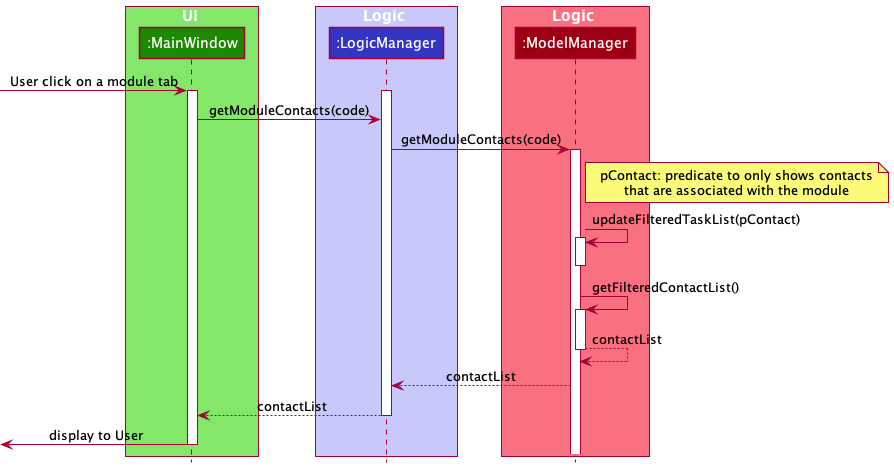 UI
Logic
Logic
:MainWindow
:LogicManager
:ModelManager
User click on a module tab
getModuleContacts(code)
getModuleContacts(code)
pContact: predicate to only shows contacts
that are associated with the module
updateFilteredTaskList(pContact)
getFilteredContactList()
contactList
contactList
contactList
display to User